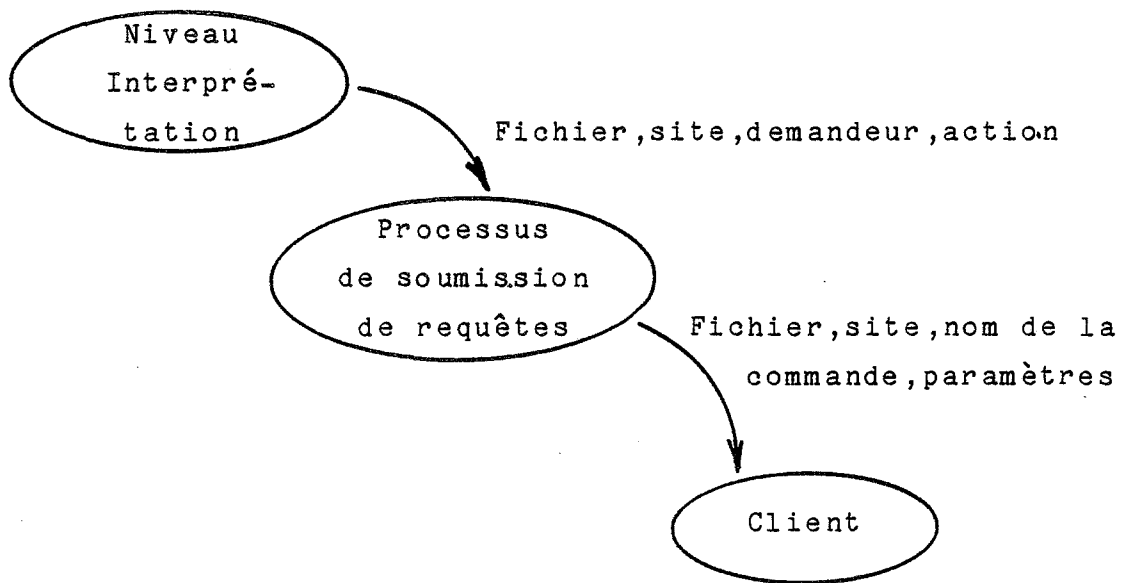 Niveau
Interpré-
tation
Fichier,site,demandeur,action
Processus
de soumission
de requêtes
Fichier,site,nom de la
commande,paramètres
Client